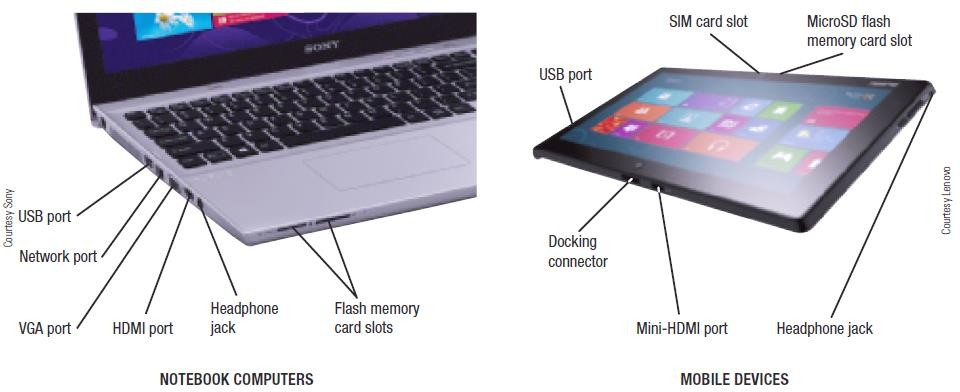 SONY
Courtesy Sony
USB port
Network port
VGA port
HDMI port
Headphone
jack
Flash memory
card slots
NOTEBOOK COMPUTERS
SIM card slot
MicroSD flash
memory card slot
USB port
Docking
connector
Mini-HDMI port
Headphone jack
Courtesy Lenovo
MOBILE DEVICES